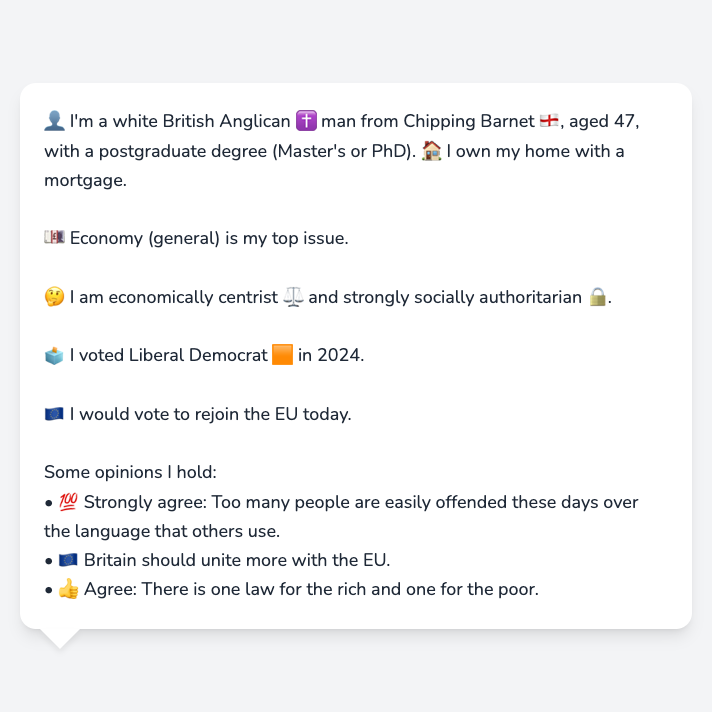 👤 I'm a white British Anglican ✝️ man from Chipping Barnet 🏴󠁧󠁢󠁥󠁮󠁧󠁿, aged 47,
with a postgraduate degree (Master's or PhD). 🏠 I own my home with a
mortgage.
💷 Economy (general) is my top issue.
🤔 I am economically centrist ⚖️ and strongly socially authoritarian 🔒.
🗳️ I voted Liberal Democrat 🟧 in 2024.
🇪🇺 I would vote to rejoin the EU today.
Some opinions I hold:
• 💯 Strongly agree: Too many people are easily offended these days over
the language that others use.
• 🇪🇺 Britain should unite more with the EU.
• 👍 Agree: There is one law for the rich and one for the poor.